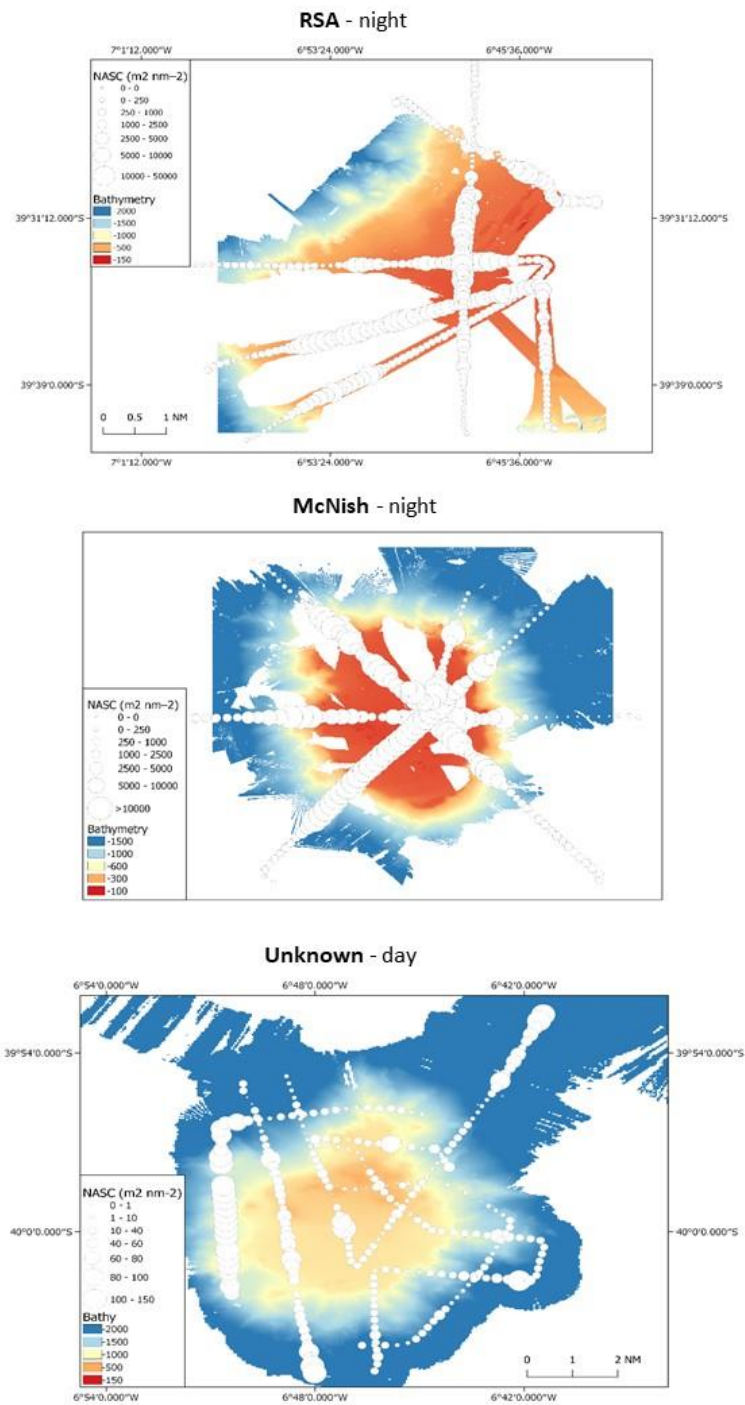 RSA - night
7°1'12.000"W 6°53'24.000"W 6°45'36.000"W
NASC (m2 nm–2)
0 - 0
0 - 250
250 - 1000
1000 - 2500
2500 - 5000
5000 - 10000
10000 - 50000
Bathymetry
-2000
-1500
-1000
-500
-150
39°31'12.000"S 39°31'12.000"S
39°39'0.000"S 39°39'0.000"S
0 0.5 1 NM
7°1'12.000"W 6°53'24.000"W 6°45'36.000"W
McNish - night
NASC (m2 nm–2)
0 - 0
0 - 250
250 - 1000
1000 - 2500
2500 - 5000
5000 - 10000
>10000
Bathymetry
-1500
-1000
-600
-300
-100
Unknown - day
6°54'0.000"W 6°48'0.000"W 6°42'0.000"W
39°54'0.000"S 39°54'0.000"S
NASC (m2 nm-2)
0 - 1
1 - 10
10 - 40
40 - 60
60 - 80
80 - 100
100 - 150
Bathy
-2000
-1500
-1000
-500
-150
40°0'0.000"S 40°0'0.000"S
0 1 2 NM
6°54'0.000"W 6°48'0.000"W 6°42'0.000"W